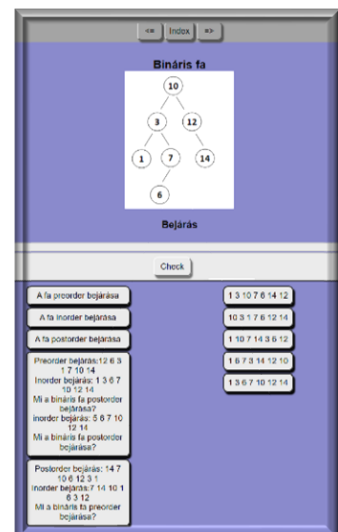 <= Index =>
Bináris fa
10
3 12
1 7 14
6
Bejárás
Check
A fa preorder bejárása
A fa inorder bejárása
A fa postorder bejárása
Preorder bejárás:12 6 3
1 7 10 14
Inorder bejárás: 1 3 6 7
10 12 14
Mi a bináris fa postorder
bejárása?
inorder bejárás: 5 6 7 10
12 14
Mi a bináris fa postorder
bejárása?
Postorder bejárás: 14 7
10 6 12 3 1
Inorder bejárás:7 14 10 1
6 3 12
Mi a bináris fa preorder
bejárása?
1 3 10 7 6 14 12
10 3 1 7 6 12 14
1 10 7 14 3 6 12
1 6 7 3 14 12 10
1 3 6 7 10 12 14